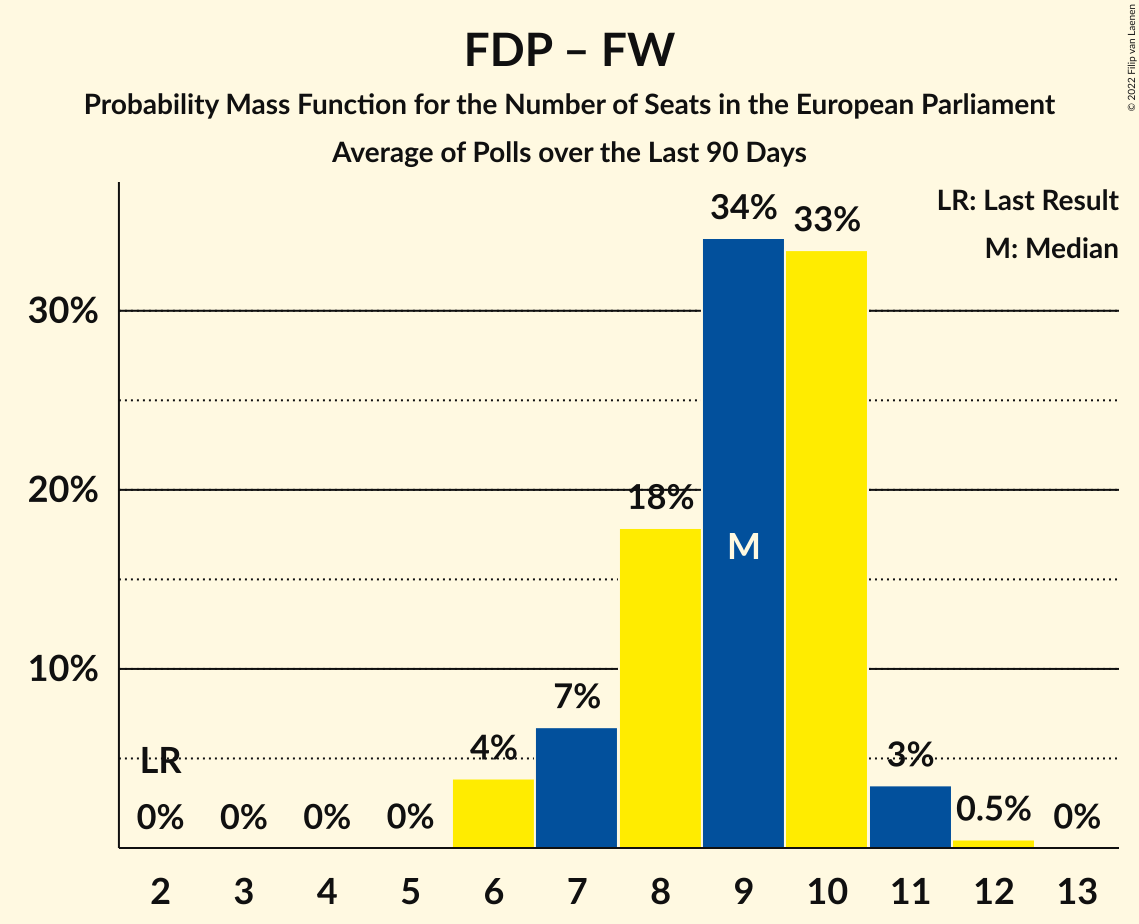 FDP – FW
Probability Mass Function for the Number of Seats in the European Parliament
Average of Polls over the Last 90 Days
© 2022 Filip van Laenen
LR: Last Result
M: Median
34%
33%
30%
20%
18%
M
10%
7%
4%
LR
3%
0% 0% 0% 0% 0.5% 0%
2 3 4 5 6 7 8 9 10 11 12 13